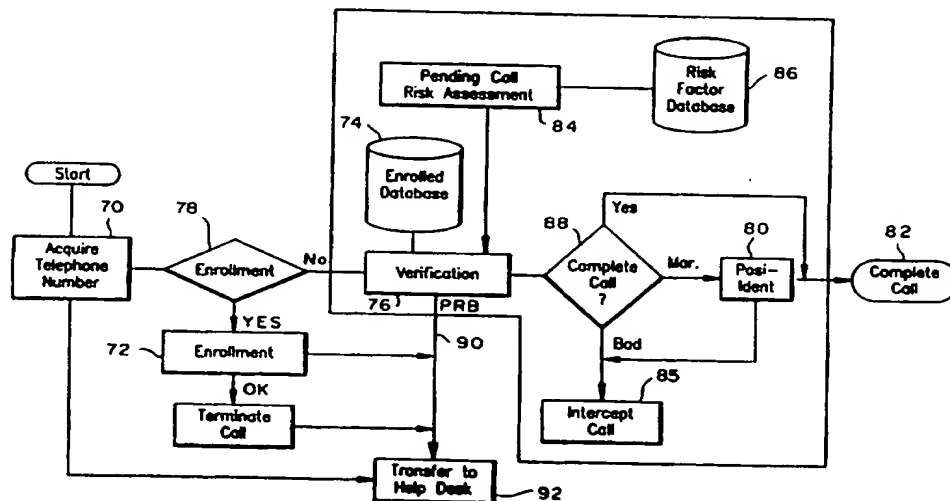 Pending Call
Risk Assessment
84
Risk
Factor
Database
86
74
Enrolled
Database
Start
70
Acquire
Telephone
Number
78
Enrollment
No
Verification
76
PRB
90
88
Complete
Call
?
Yes
Mar.
80
Posi-
Ident
82
Complete
Call
Bad
85
Intercept
Call
YES
72
Enrollment
OK
Terminate
Call
Transfer to
Help Desk
92